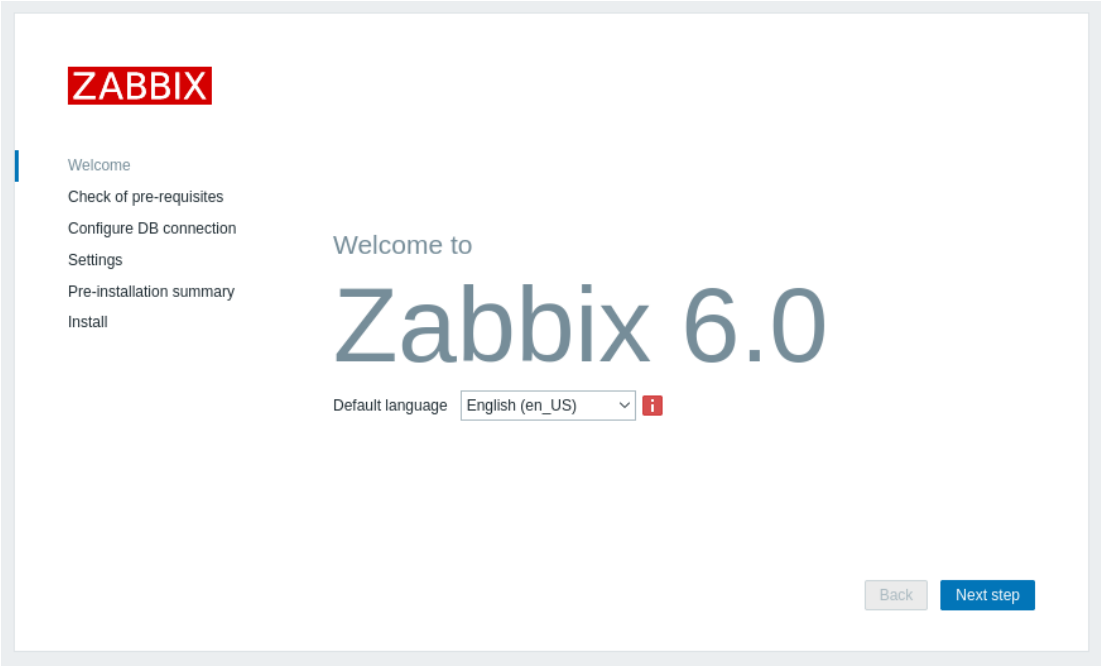 ZABBIX
Welcome
Check of pre-requisites
Configure DB connection
Settings
Pre-installation summary
Install
Welcome to
Zabbix 6.0
Default language English (en_US) i
Back Next step